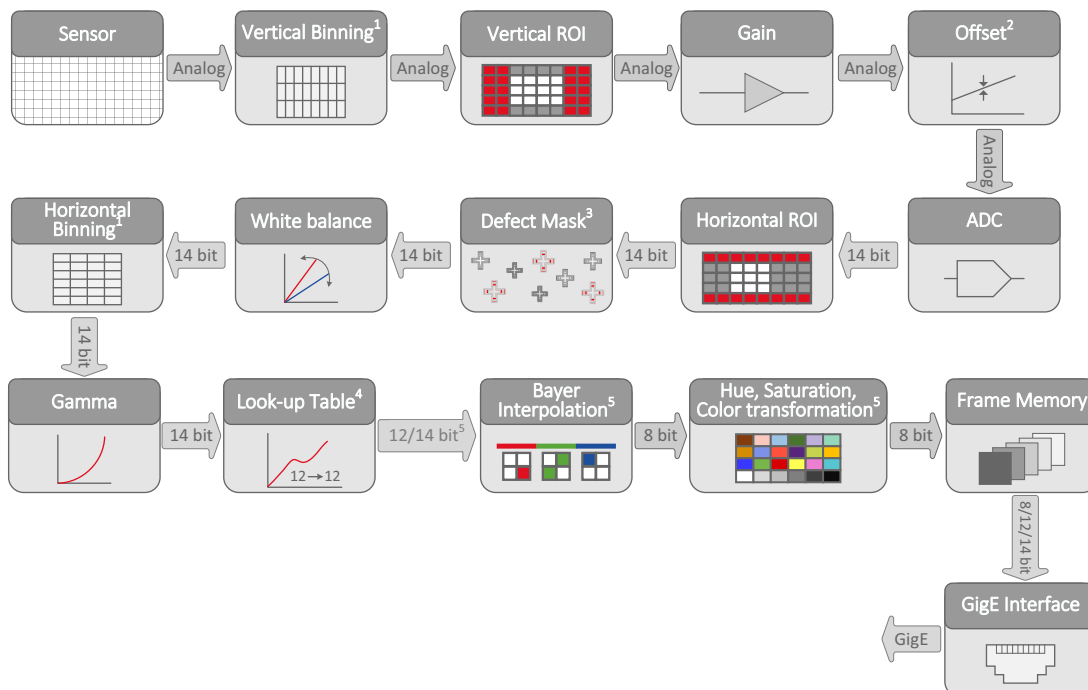 Sensor
Analog
Vertical Binning¹
Analog
Vertical ROI
Analog
Gain
Analog
Offset²
Analog
ADC
14 bit
Horizontal ROI
14 bit
Defect Mask³
14 bit
White balance
14 bit
Horizontal
Binning¹
14 bit
Gamma
14 bit
Look-up Table⁴
12→12
12/14 bit⁵
Bayer
Interpolation⁵
8 bit
Hue, Saturation,
Color transformation⁵
8 bit
Frame Memory
8/12/14 bit
GigE Interface
GigE